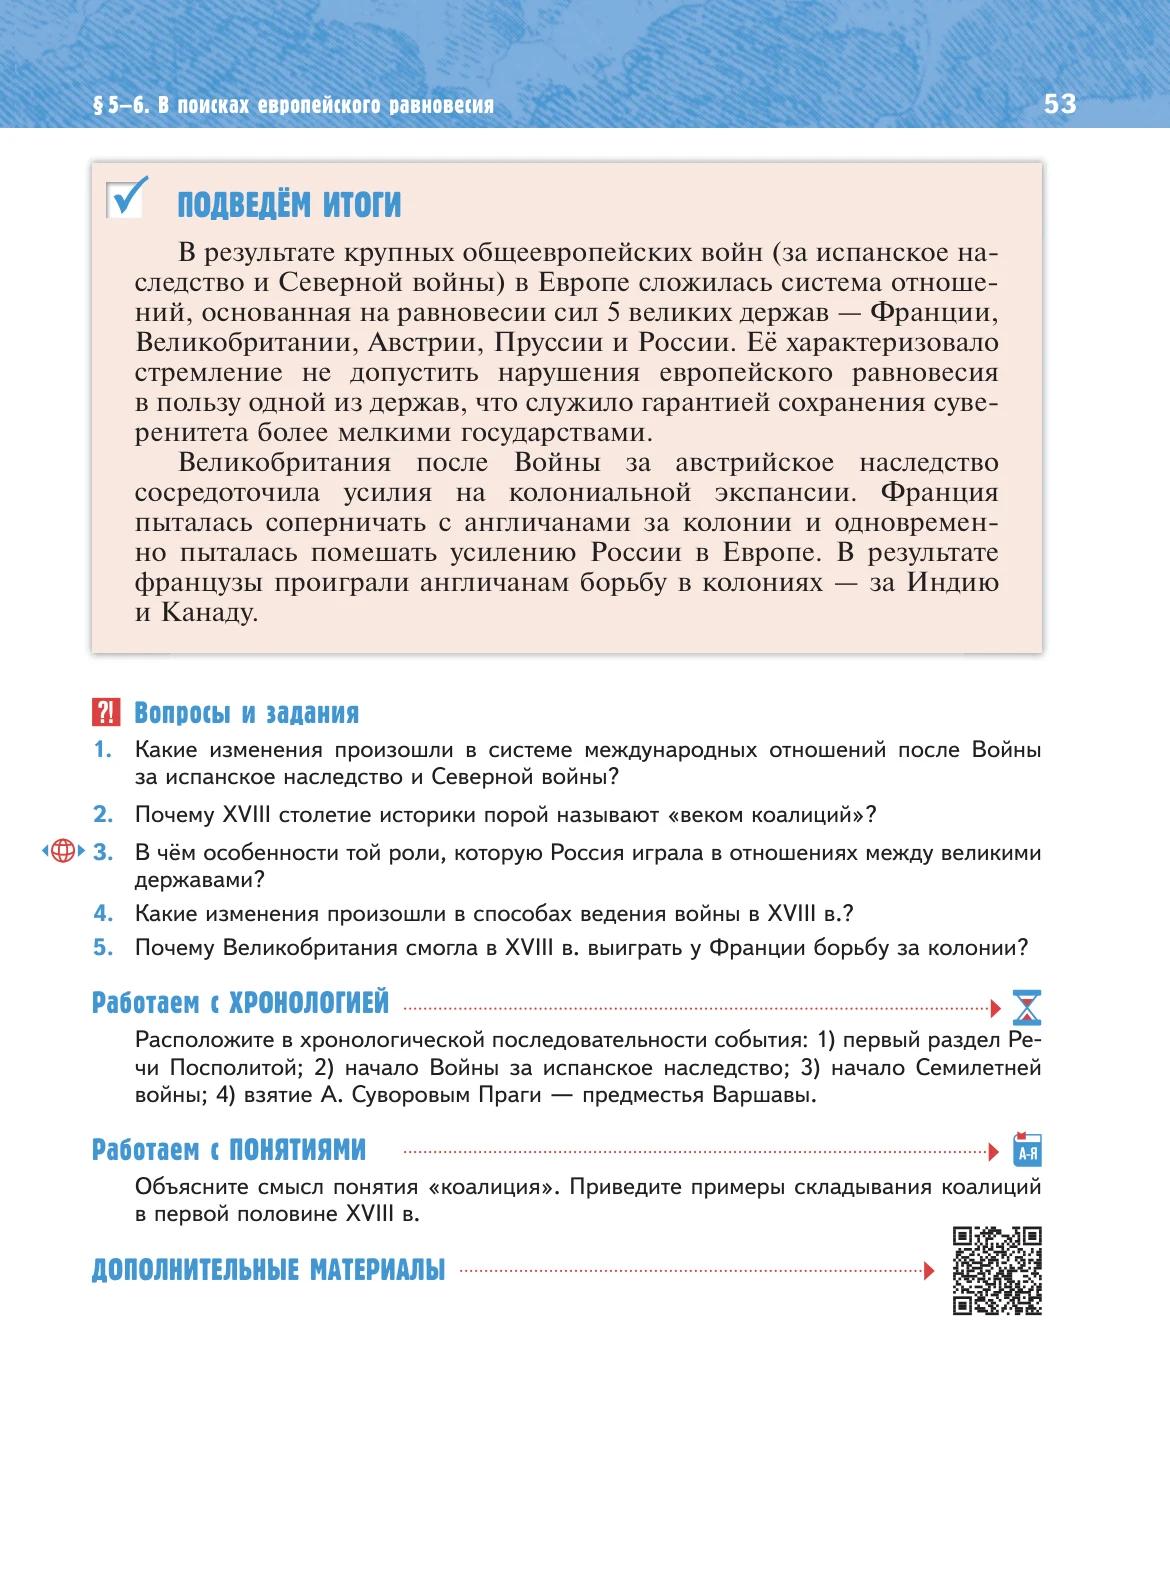 § 5–6. В поисках европейского равновесия 53
ПОДВЕДЁМ ИТОГИ
В результате крупных общеевропейских войн (за испанское на-
следство и Северной войны) в Европе сложилась система отноше-
ний, основанная на равновесии сил 5 великих держав — Франции,
Великобритании, Австрии, Пруссии и России. Её характеризовало
стремление не допустить нарушения европейского равновесия
в пользу одной из держав, что служило гарантией сохранения суве-
ренитета более мелкими государствами.
Великобритания после Войны за австрийское наследство
сосредоточила усилия на колониальной экспансии. Франция
пыталась соперничать с англичанами за колонии и одновремен-
но пыталась помешать усилению России в Европе. В результате
французы проиграли англичанам борьбу в колониях — за Индию
и Канаду.
?! Вопросы и задания
1. Какие изменения произошли в системе международных отношений после Войны
за испанское наследство и Северной войны?
2. Почему XVIII столетие историки порой называют «веком коалиций»?
3. В чём особенности той роли, которую Россия играла в отношениях между великими
державами?
4. Какие изменения произошли в способах ведения войны в XVIII в.?
5. Почему Великобритания смогла в XVIII в. выиграть у Франции борьбу за колонии?
Работаем с ХРОНОЛОГИЕЙ
Расположите в хронологической последовательности события: 1) первый раздел Ре-
чи Посполитой; 2) начало Войны за испанское наследство; 3) начало Семилетней
войны; 4) взятие А. Суворовым Праги — предместья Варшавы.
Работаем с ПОНЯТИЯМИ
А-Я
Объясните смысл понятия «коалиция». Приведите примеры складывания коалиций
в первой половине XVIII в.
ДОПОЛНИТЕЛЬНЫЕ МАТЕРИАЛЫ